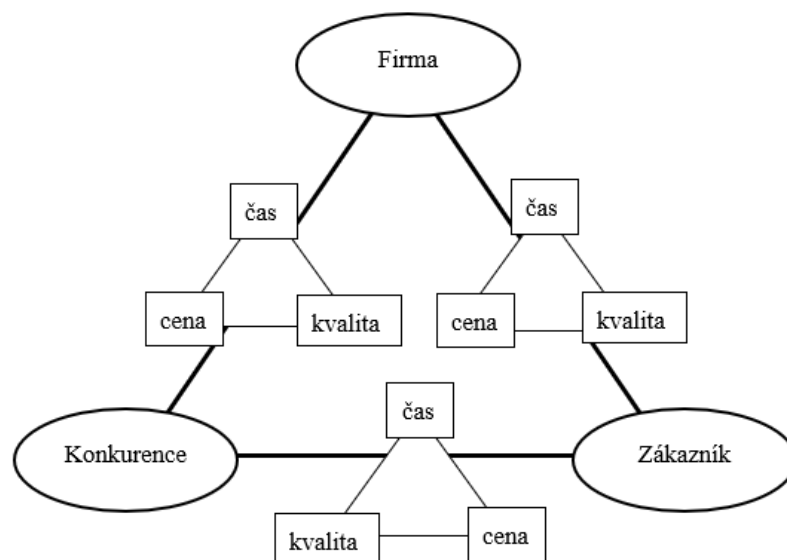 Firma
čas
čas
cena
kvalita
cena
kvalita
čas
Konkurence
Zákazník
kvalita
cena